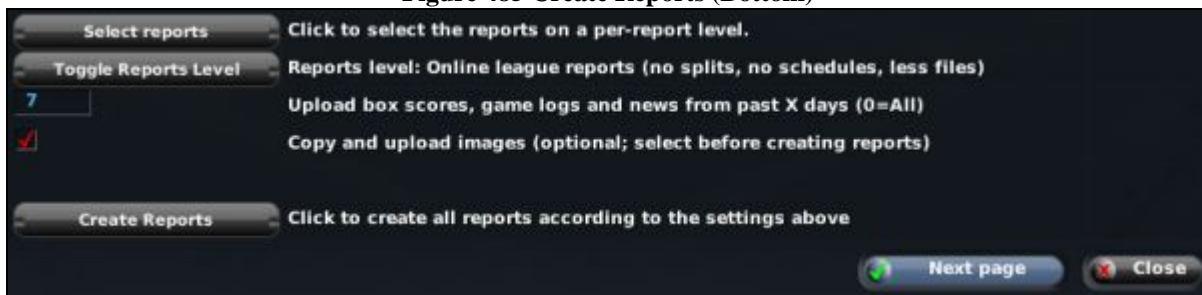 Figure 485 Create Reports (Bottom)
Select reports Click to select the reports on a per-report level.
Toggle Reports Level Reports level: Online league reports (no splits, no schedules, less files)
7 Upload box scores, game logs and news from past X days (0=All)
Copy and upload images (optional; select before creating reports)
Create Reports Click to create all reports according to the settings above
Next page Close